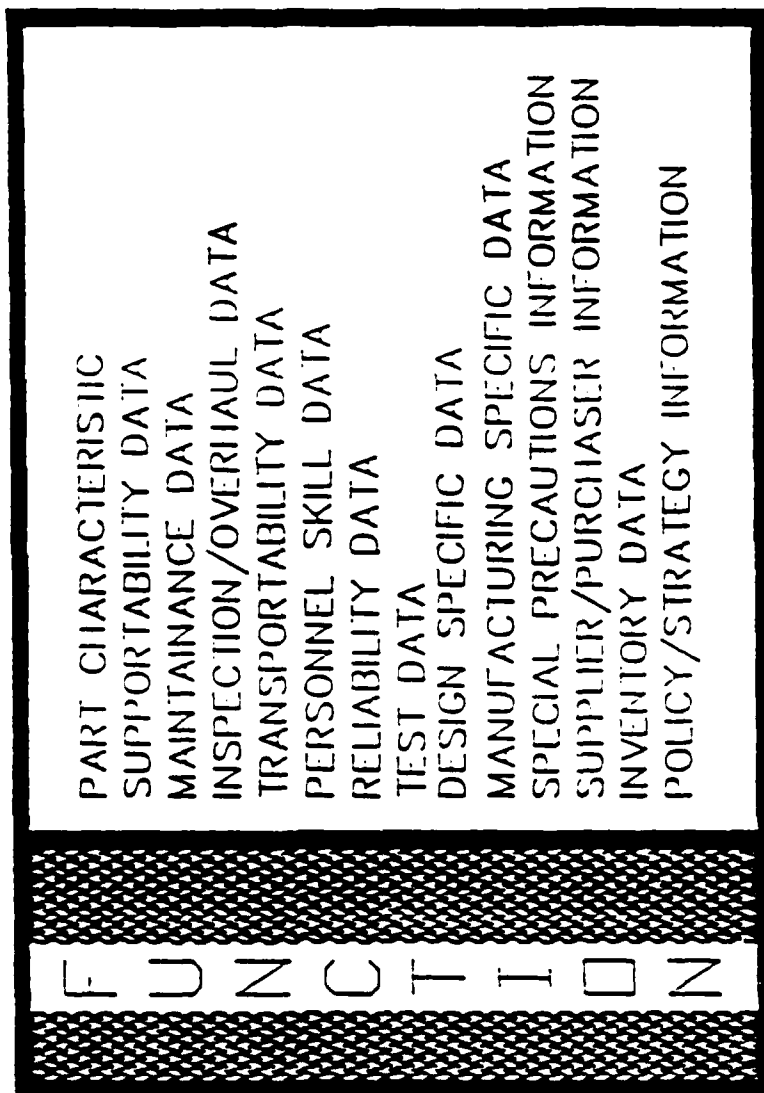 FUNCTION
PART CHARACTERISTIC
SUPPORTABILITY DATA
MAINTAINANCE DATA
INSPECTION/OVERHAUL DATA
TRANSPORTABILITY DATA
PERSONNEL SKILL DATA
RELIABILITY DATA
TEST DATA
DESIGN SPECIFIC DATA
MANUFACTURING SPECIFIC DATA
SPECIAL PRECAUTIONS INFORMATION
SUPPLIER/PURCHASER INFORMATION
INVENTORY DATA
POLICY/STRATEGY INFORMATION